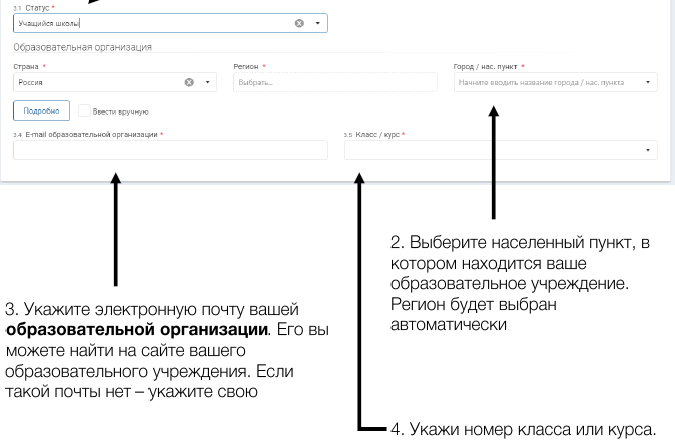 3.1 Статус *
Учащийся школы
Образовательная организация
Страна * Регион * Город / нас. пункт *
Россия Выбрать... Начните вводить название города / нас. пункта
Подробно Ввести вручную
3.4 E-mail образовательной организации * 3.5 Класс / курс *
2. Выберите населенный пункт, в
котором находится ваше
образовательное учреждение.
Регион будет выбран
автоматически
3. Укажите электронную почту вашей
образовательной организации. Его вы
можете найти на сайте вашего
образовательного учреждения. Если
такой почты нет – укажите свою
4. Укажи номер класса или курса.